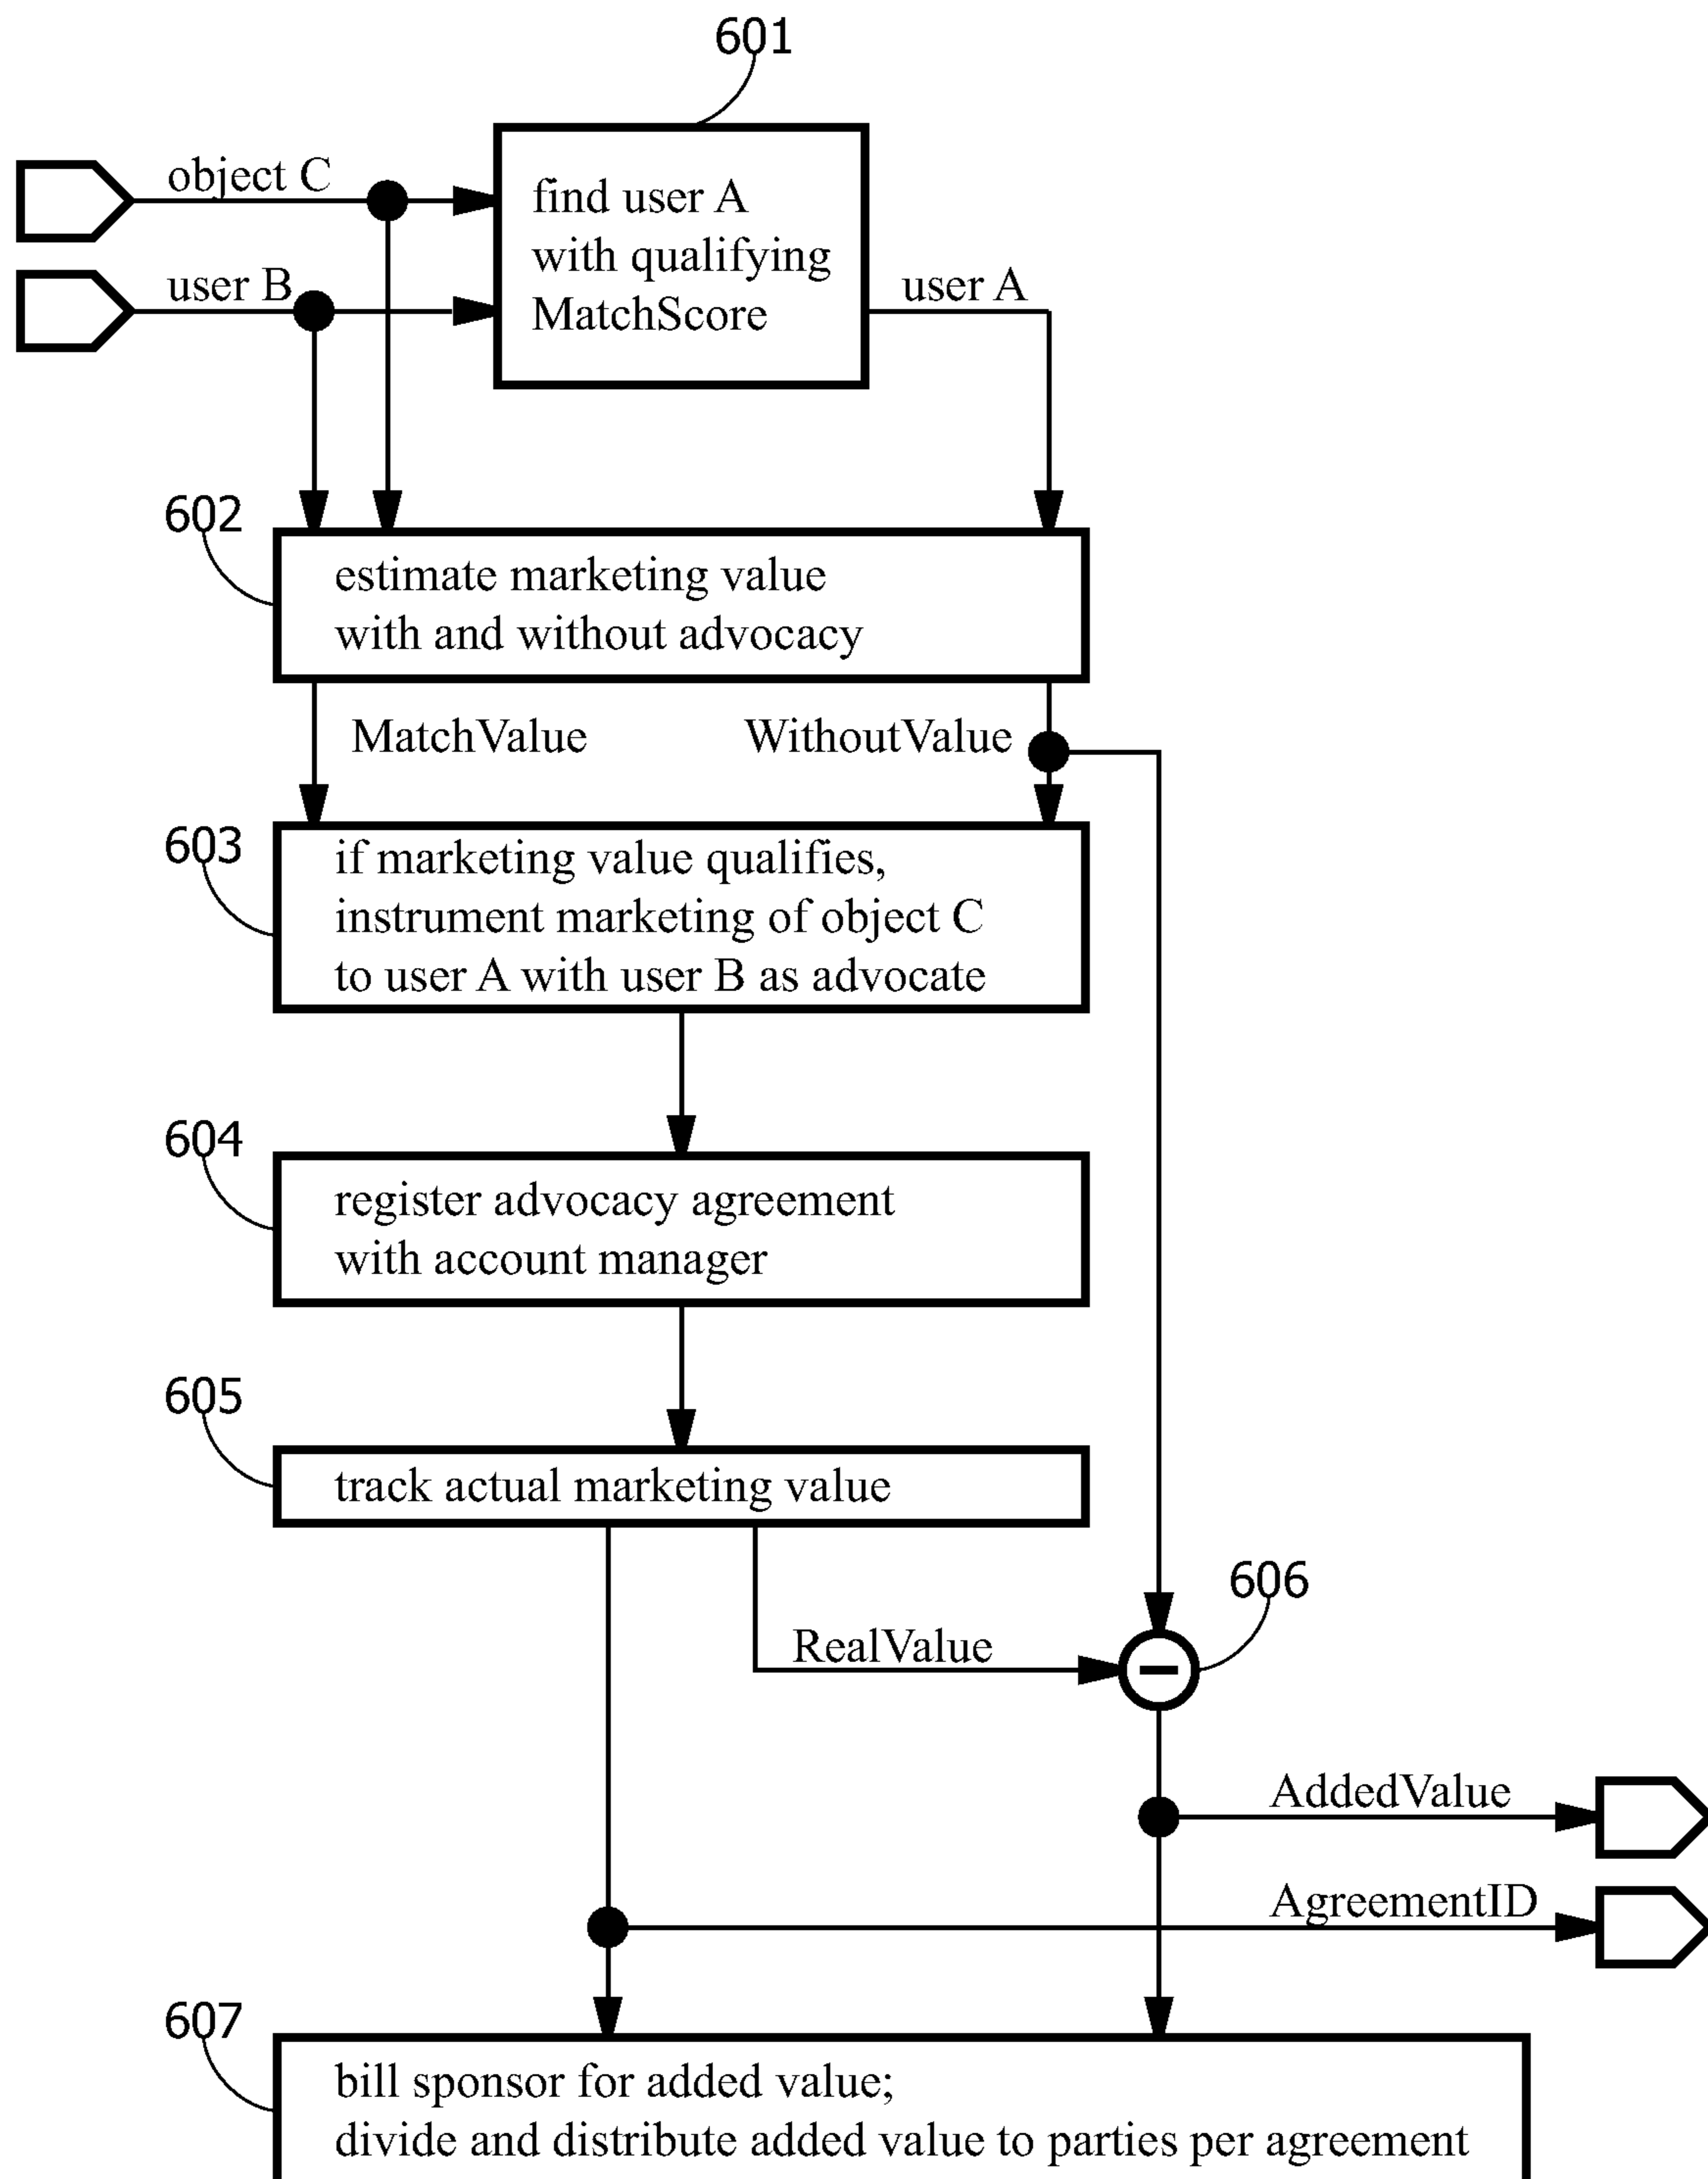 601
object C
find user A
with qualifying
MatchScore
user B
user A
602
estimate marketing value
with and without advocacy
MatchValue
WithoutValue
603
if marketing value qualifies,
instrument marketing of object C
to user A with user B as advocate
604
register advocacy agreement
with account manager
605
track actual marketing value
606
RealValue
AddedValue
AgreementID
607
bill sponsor for added value;
divide and distribute added value to parties per agreement